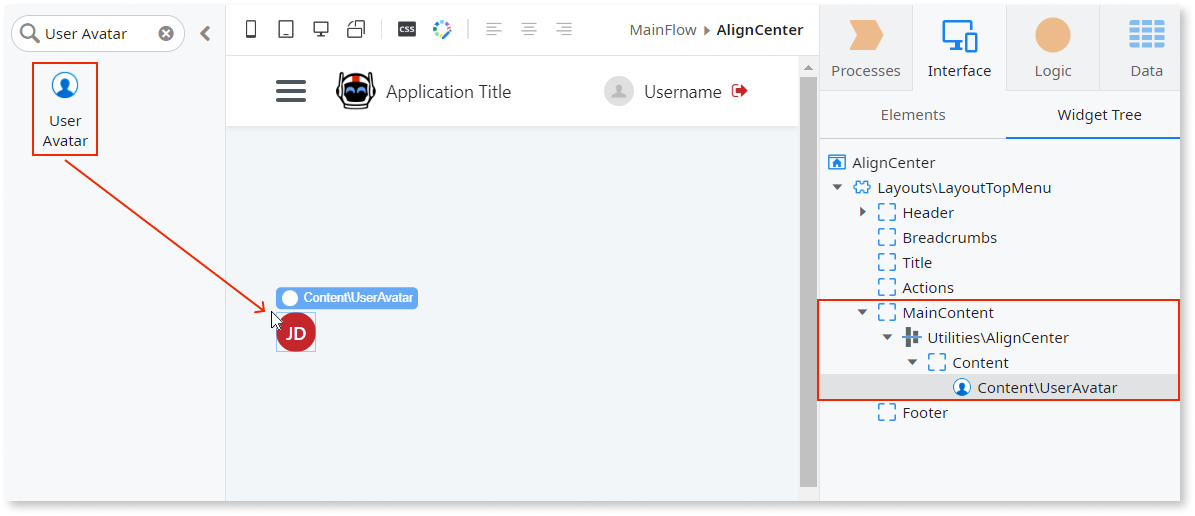 User Avatar
User
Avatar
CSS
MainFlow AlignCenter
Application Title
Username
Content\UserAvatar
JD
Processes
Interface
Logic
Data
Elements
Widget Tree
AlignCenter
Layouts\LayoutTopMenu
Header
Breadcrumbs
Title
Actions
MainContent
Utilities\AlignCenter
Content
Content\UserAvatar
Footer